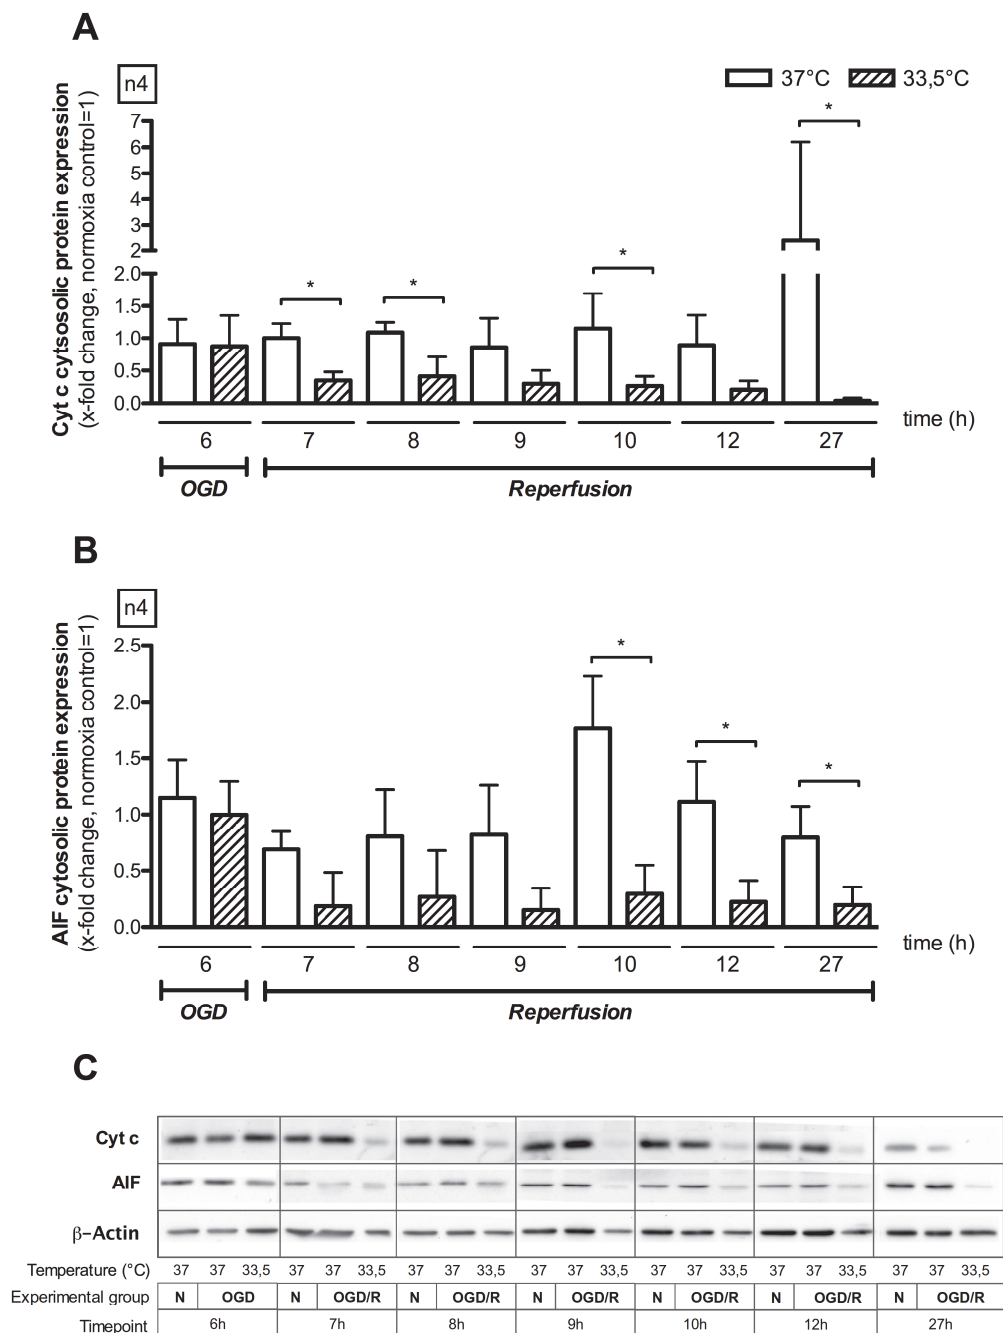 A
n4
37°C 33,5°C
Cyt c cytsosolic protein expression
(x-fold change, normoxia control=1)
7
6
5
4
3
2
2.0
1.5
1.0
0.5
0.0
* * * *
6 7 8 9 10 12 27 time (h)
OGD Reperfusion
B
n4
AIF cytosolic protein expression
(x-fold change, normoxia control=1)
2.5
2.0
1.5
1.0
0.5
0.0
* * *
6 7 8 9 10 12 27 time (h)
OGD Reperfusion
C
Cyt c
AIF
β-Actin
Temperature (°C) 37 37 33,5 37 37 33,5 37 37 33,5 37 37 33,5 37 37 33,5 37 37 33,5 37 37 33,5
Experimental group N OGD N OGD/R N OGD/R N OGD/R N OGD/R N OGD/R N OGD/R
Timepoint 6h 7h 8h 9h 10h 12h 27h